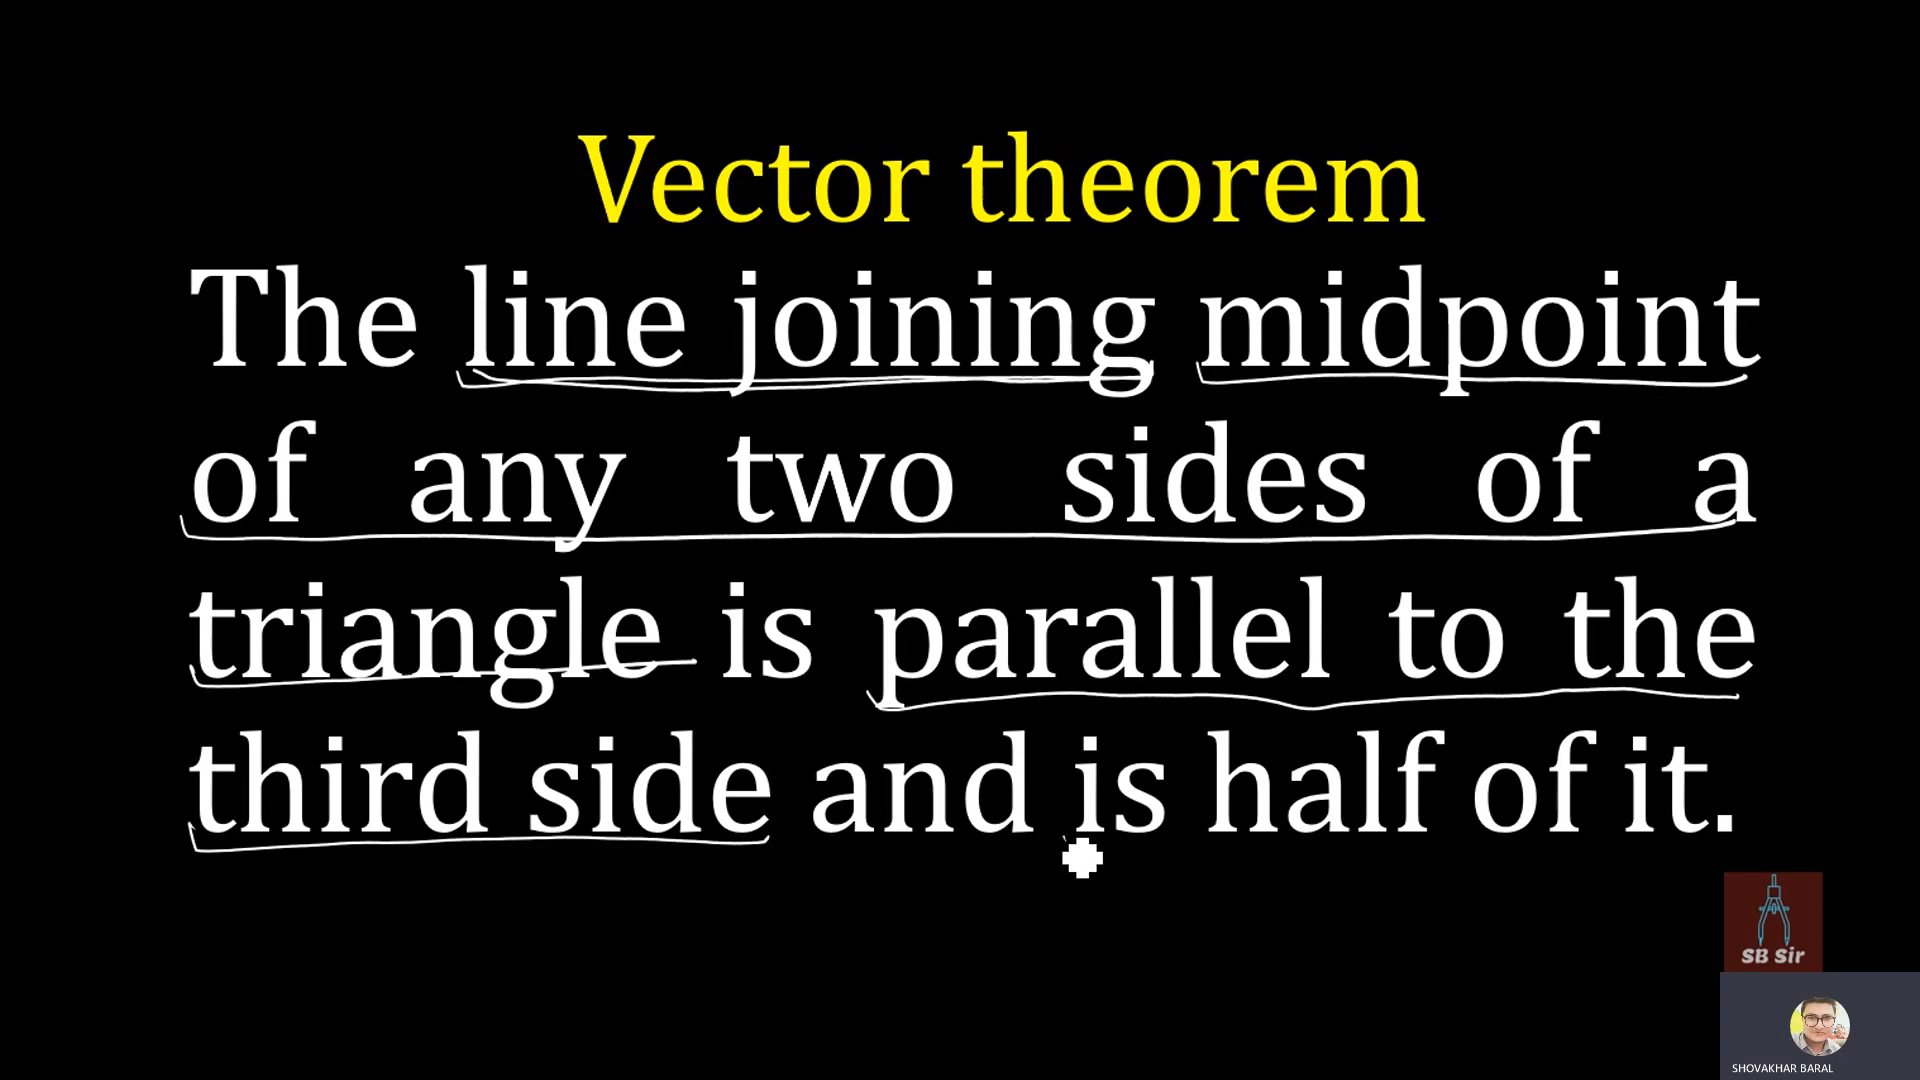 Vector theorem
The line joining midpoint
of any two sides of a
triangle is parallel to the
third side and is half of it.
SB Sir
SHOVAKHAR BARAL